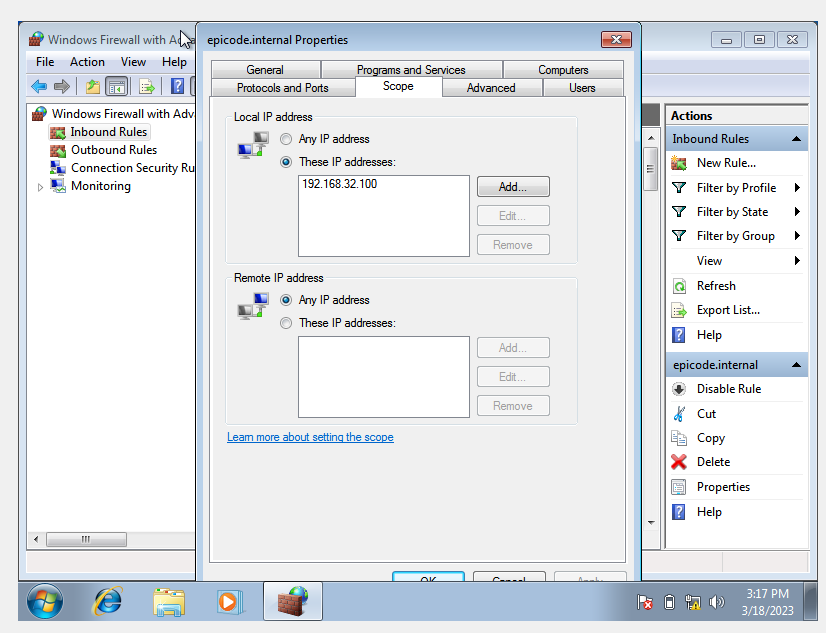 Windows Firewall with Adva
File Action View Help
Windows Firewall with Adv
Inbound Rules
Outbound Rules
Connection Security Ru
Monitoring
epicode.internal Properties
General Programs and Services Computers
Protocols and Ports Scope Advanced Users
Local IP address
Any IP address
These IP addresses:
192.168.32.100
Add...
Edit...
Remove
Remote IP address
Any IP address
These IP addresses:
Add...
Edit...
Remove
Learn more about setting the scope
OK Cancel Apply
Actions
Inbound Rules
New Rule...
Filter by Profile
Filter by State
Filter by Group
View
Refresh
Export List...
Help
epicode.internal
Disable Rule
Cut
Copy
Delete
Properties
Help
3:17 PM
3/18/2023